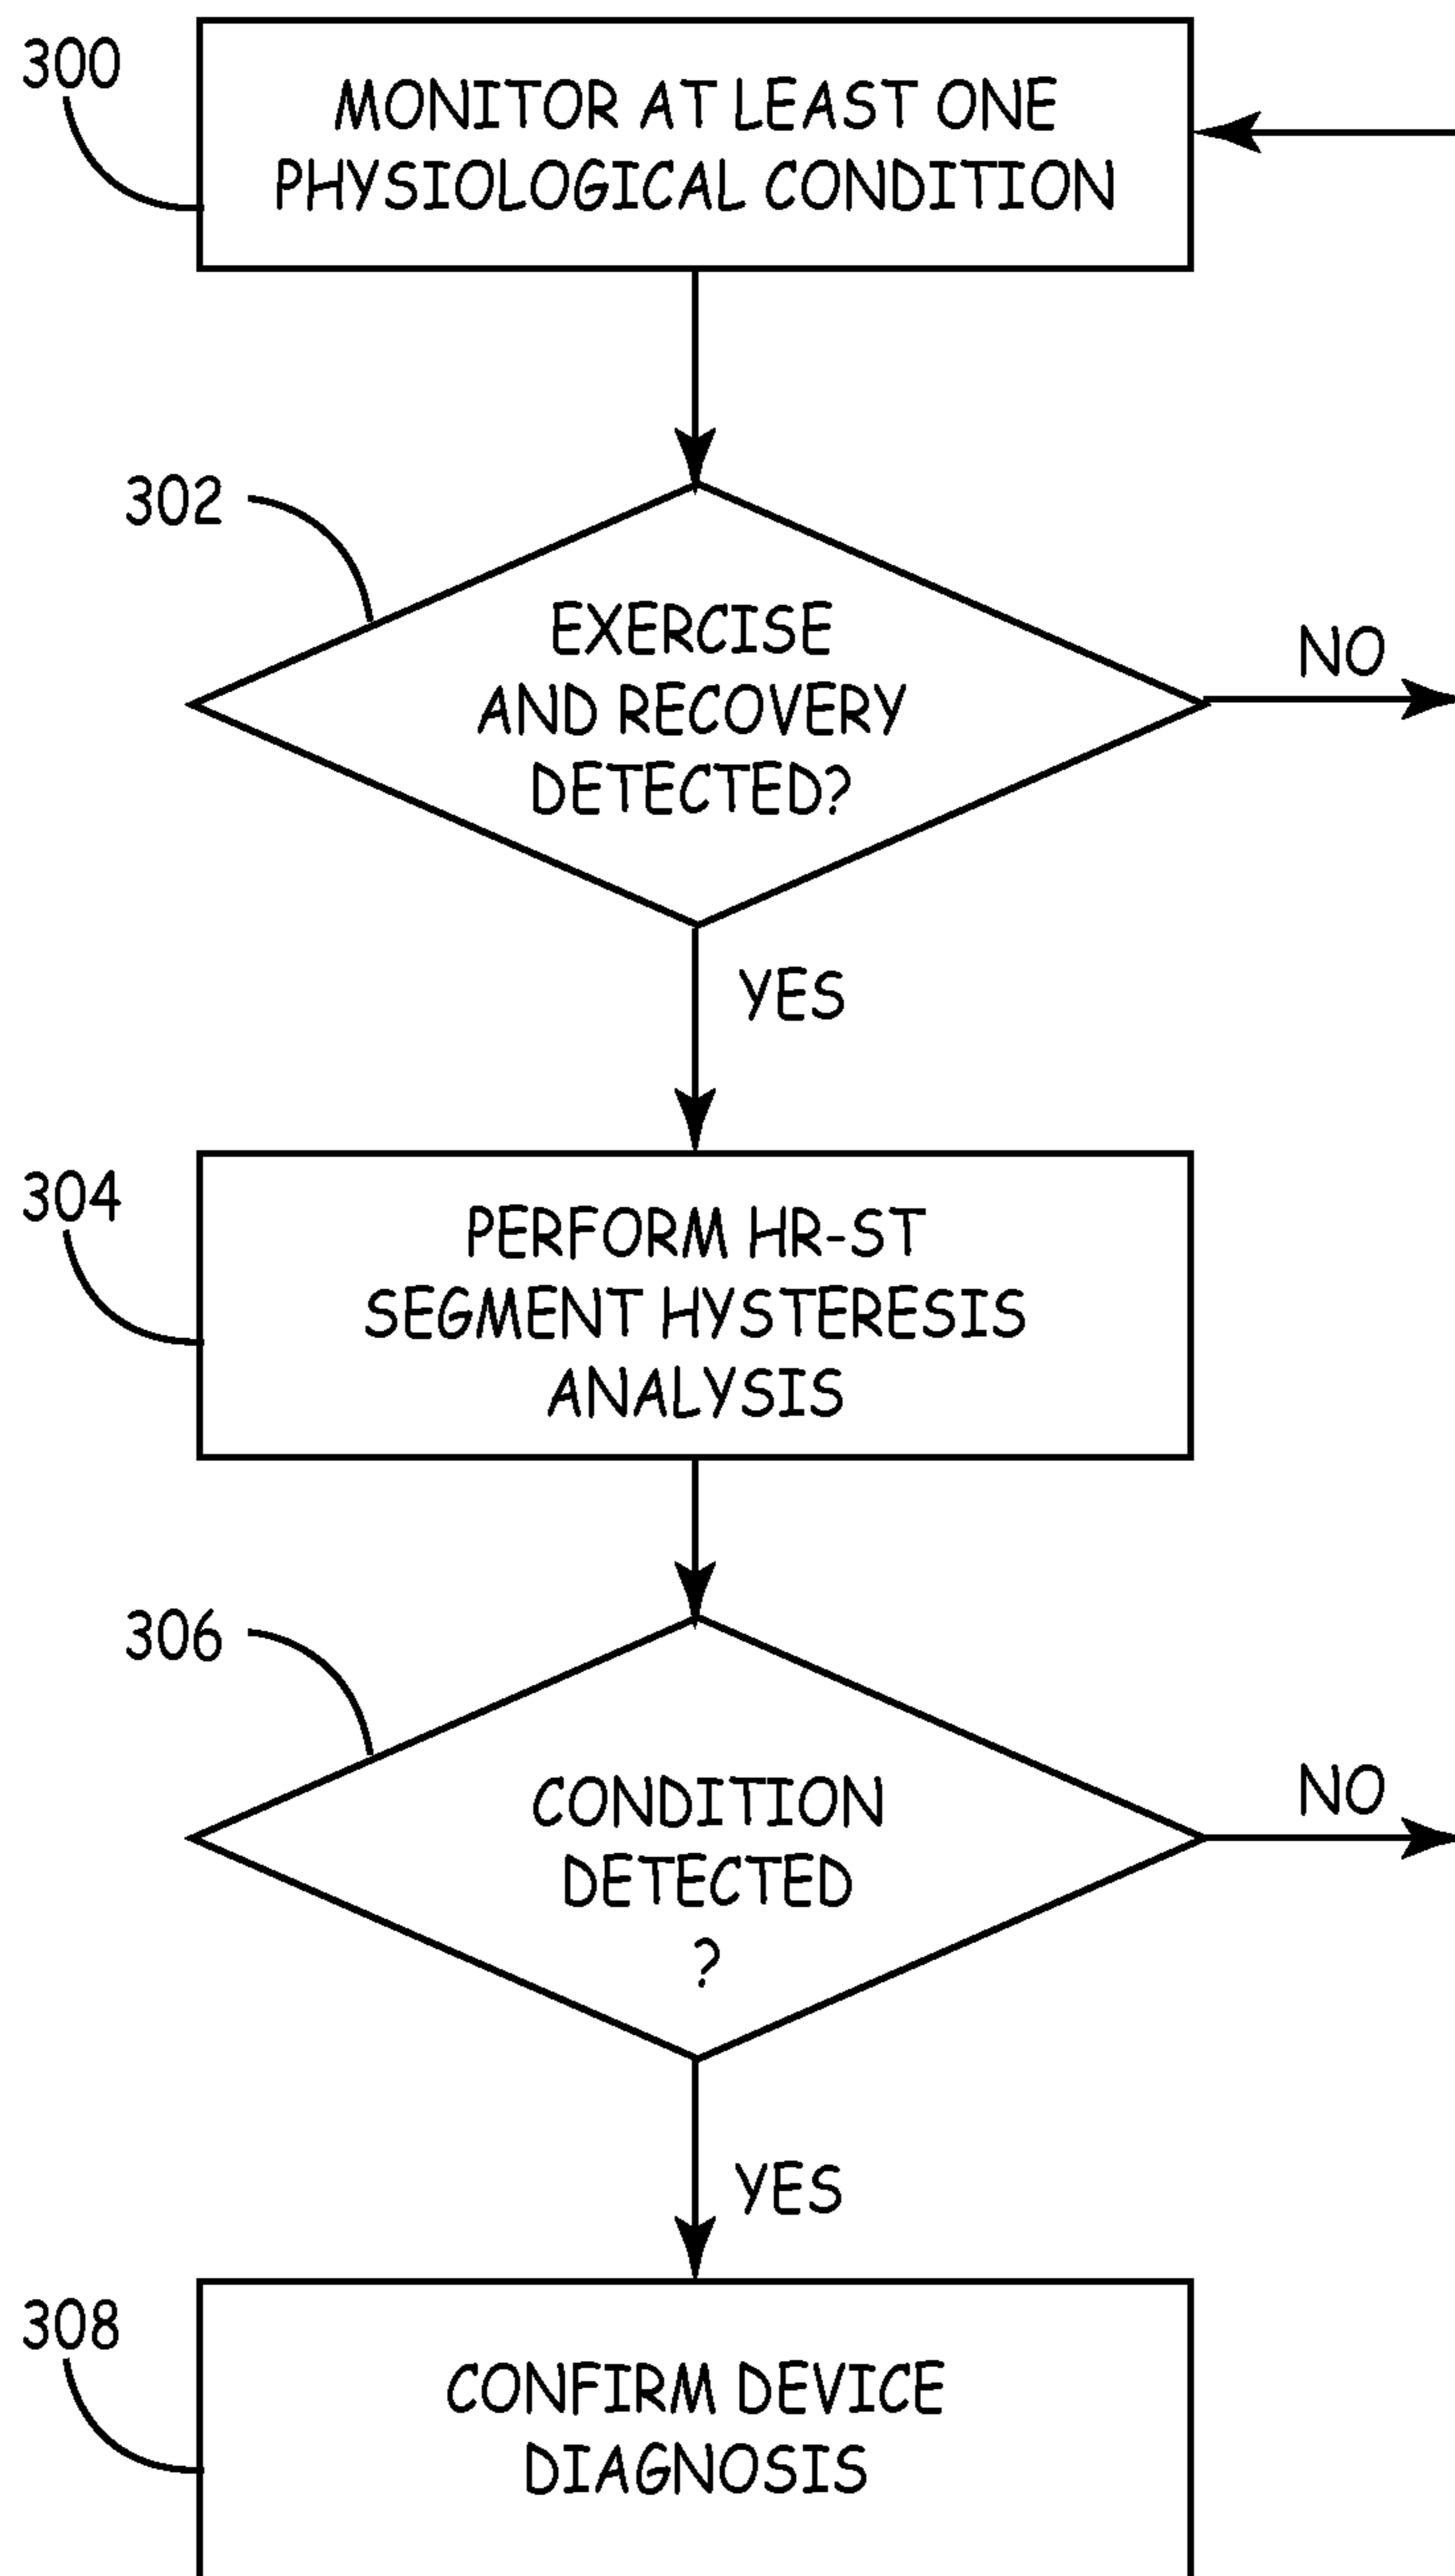 300
MONITOR AT LEAST ONE
PHYSIOLOGICAL CONDITION
302
EXERCISE
AND RECOVERY
DETECTED?
NO
YES
304
PERFORM HR-ST
SEGMENT HYSTERESIS
ANALYSIS
306
CONDITION
DETECTED
?
NO
YES
308
CONFIRM DEVICE
DIAGNOSIS